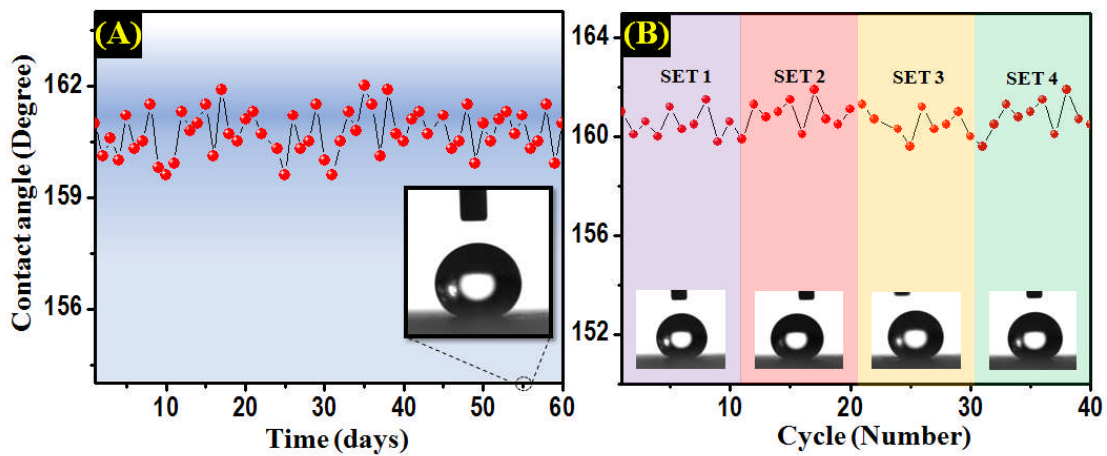 (A)
Contact angle (Degree)
162
159
156
10 20 30 40 50 60
Time (days)
(B)
SET 1 SET 2 SET 3 SET 4
164
160
156
152
10 20 30 40
Cycle (Number)